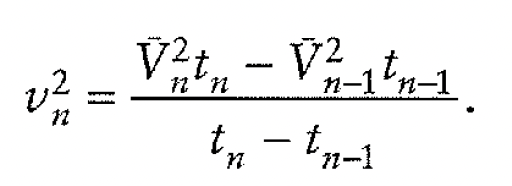 $$v_n^2 = \frac{\bar{V}_n^2 t_n - \bar{V}_{n-1}^2 t_{n-1}}{t_n - t_{n-1}}.$$